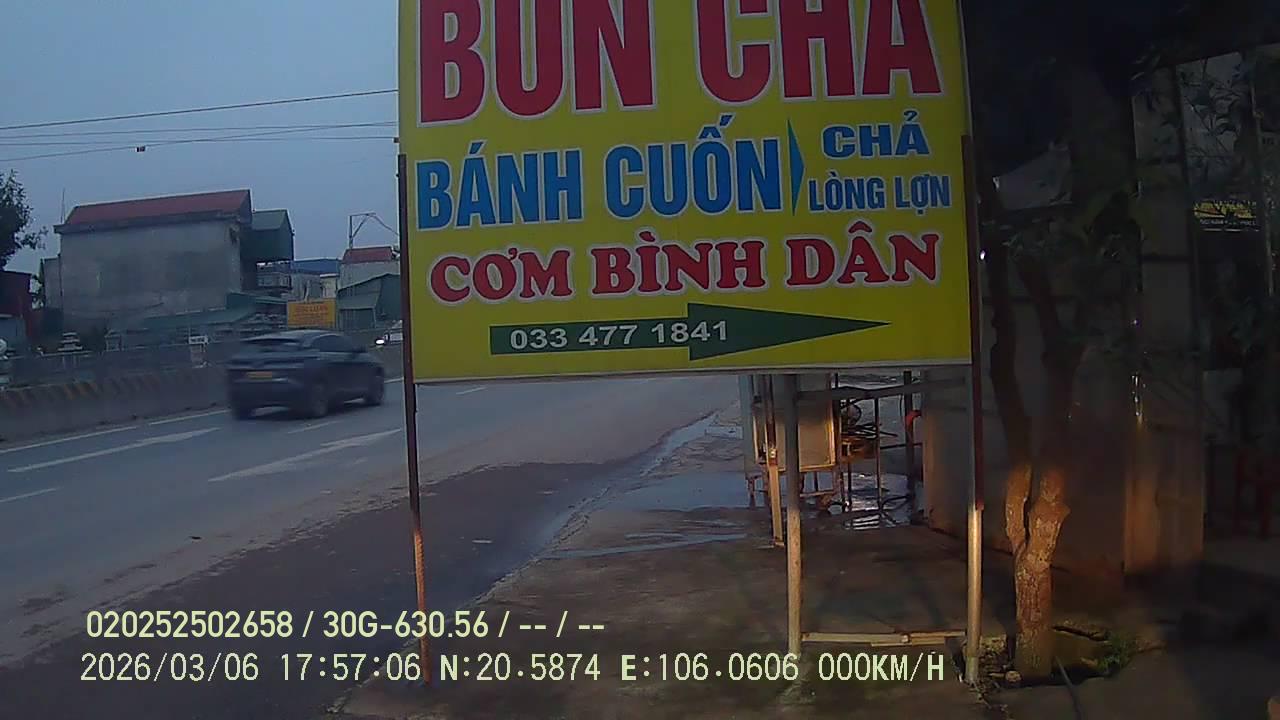 BÚN CHẢ
BÁNH CUỐN
CHẢ
LÒNG LỢN
CƠM BÌNH DÂN
033 477 1841
020252502658 / 30G-630.56 / -- / --
2026/03/06 17:57:06 N:20.5874 E:106.0606 000KM/H